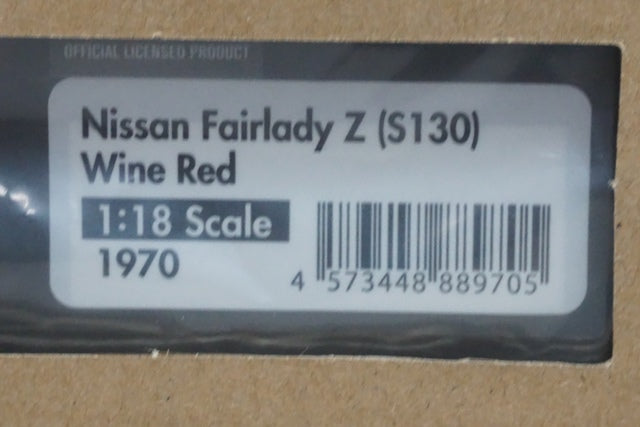 OFFICIAL LICENSED PRODUCT
Nissan Fairlady Z (S130)
Wine Red
1:18 Scale
1970
4 573448 889705